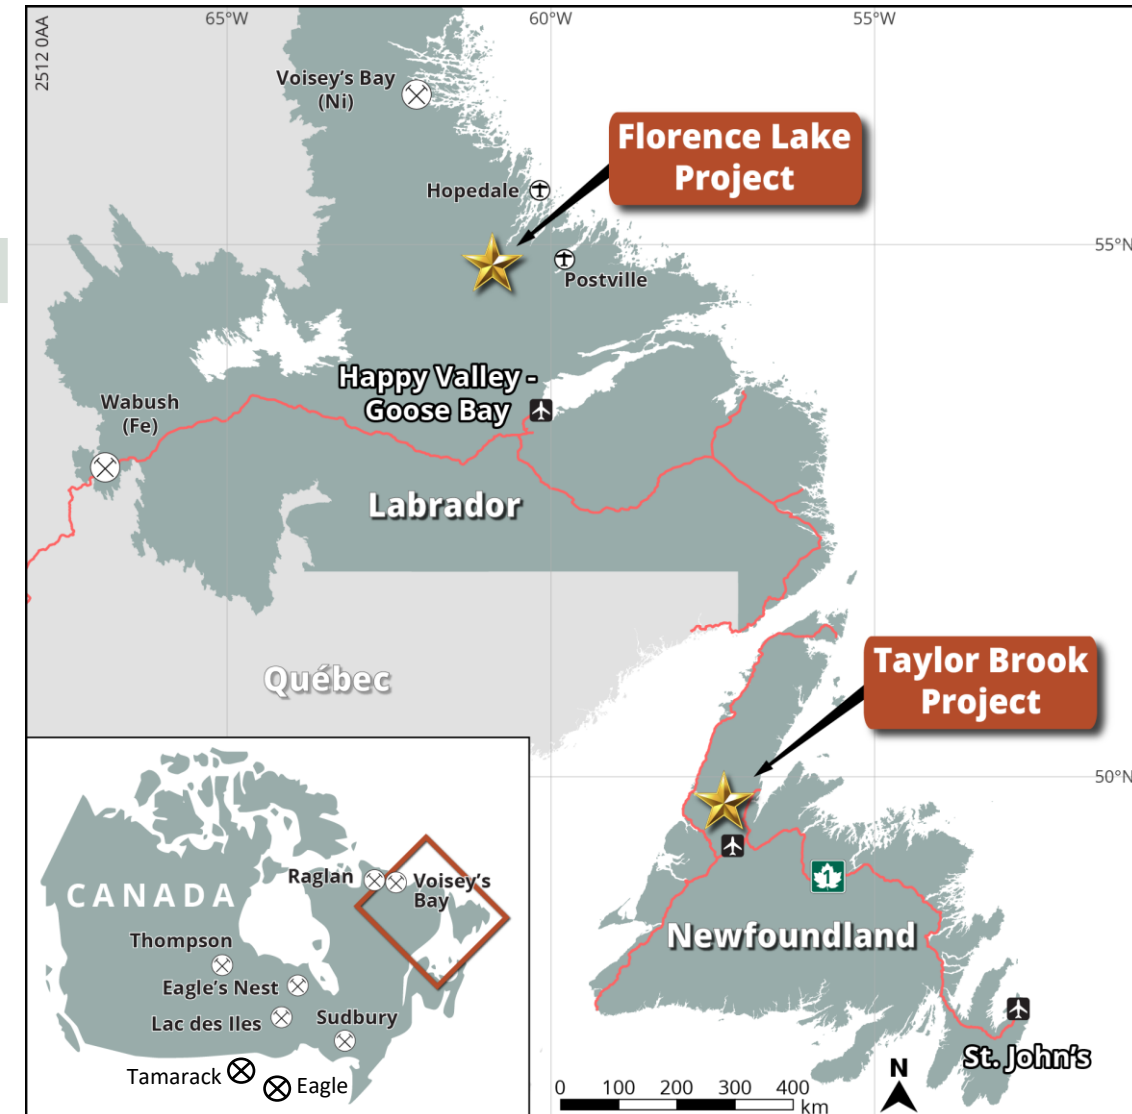 65°W
60°W
55°W
2512 0AA
Voisey's Bay
(Ni)
Florence Lake
Project
Hopedale
55°N
Postville
Happy Valley -
Goose Bay
Wabush
(Fe)
Labrador
Québec
Taylor Brook
Project
50°N
1
Newfoundland
St. John's
CANADA
Raglan
Voisey's
Bay
Thompson
Eagle's Nest
Lac des Iles
Sudbury
Tamarack
Eagle
N
0 100 200 300 400
km